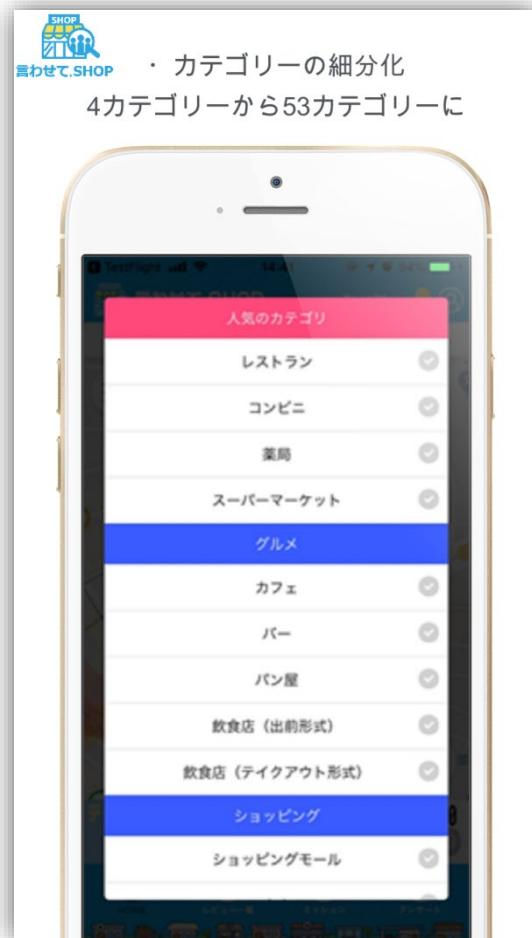 SHOP
言わせて.SHOP
・ カテゴリーの細分化
4カテゴリーから53カテゴリーに
TestFlight
14:41
人気のカテゴリ
レストラン
コンビニ
薬局
スーパーマーケット
グルメ
カフェ
バー
パン屋
飲食店（出前形式）
飲食店（テイクアウト形式）
ショッピング
ショッピングモール